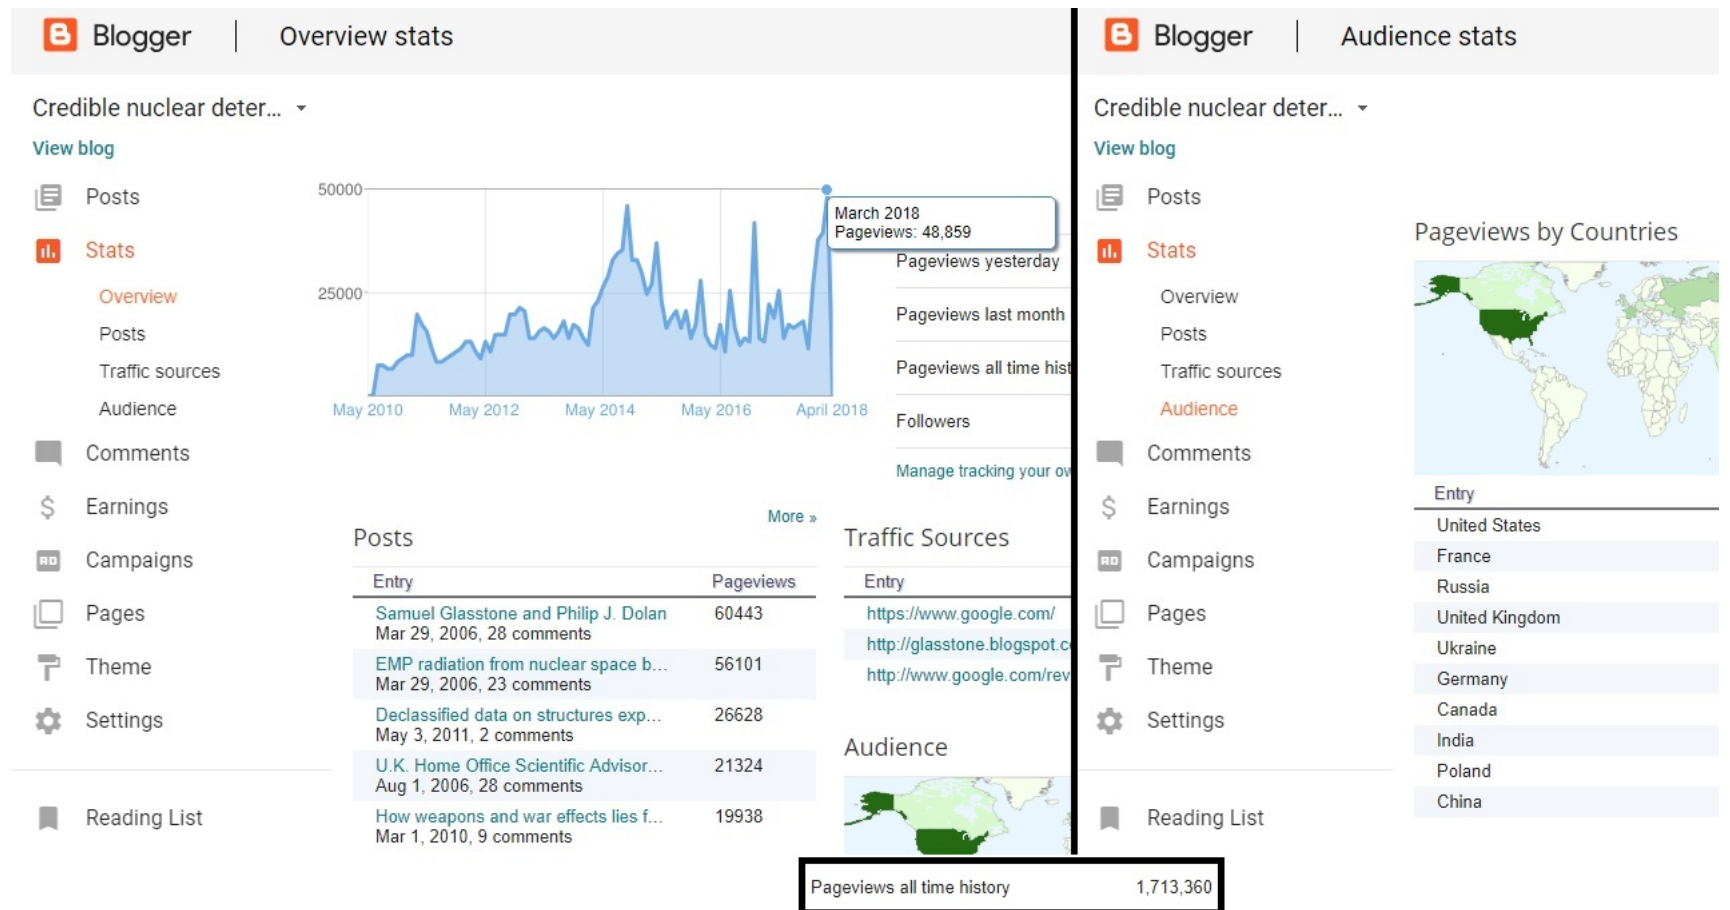 Blogger | Overview stats
Credible nuclear deter...
View blog
Posts
Stats
Overview
Posts
Traffic sources
Audience
Comments
Earnings
Campaigns
Pages
Theme
Settings
Reading List
50000
25000
May 2010
May 2012
May 2014
May 2016
April 2018
March 2018
Pageviews: 48,859
Pageviews yesterday
Pageviews last month
Pageviews all time hist
Followers
Manage tracking your ow
More »
Posts
Entry Pageviews
Samuel Glasstone and Philip J. Dolan 60443
Mar 29, 2006, 28 comments
EMP radiation from nuclear space b... 56101
Mar 29, 2006, 23 comments
Declassified data on structures exp... 26628
May 3, 2011, 2 comments
U.K. Home Office Scientific Advisor... 21324
Aug 1, 2006, 28 comments
How weapons and war effects lies f... 19938
Mar 1, 2010, 9 comments
Traffic Sources
Entry
https://www.google.com/
http://glasstone.blogspot.c
http://www.google.com/rev
Audience
Blogger | Audience stats
Credible nuclear deter...
View blog
Posts
Stats
Overview
Posts
Traffic sources
Audience
Comments
Earnings
AD
Campaigns
Pages
Theme
Settings
Reading List
Pageviews by Countries
Entry
United States
France
Russia
United Kingdom
Ukraine
Germany
Canada
India
Poland
China
Pageviews all time history 1,713,360